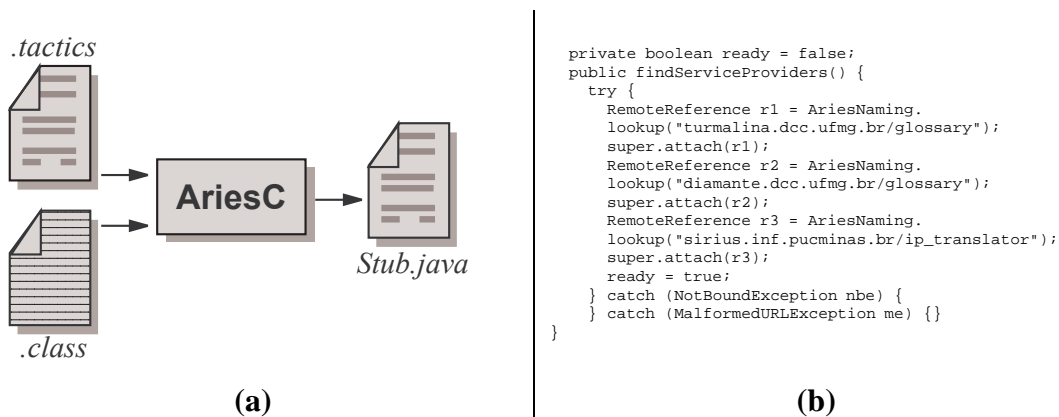 .tactics
AriesC
Stub.java
.class
(a)
private boolean ready = false;
public findServiceProviders() {
try {
RemoteReference r1 = AriesNaming.
lookup("turmalina.dcc.ufmg.br/glossary");
super.attach(r1);
RemoteReference r2 = AriesNaming.
lookup("diamante.dcc.ufmg.br/glossary");
super.attach(r2);
RemoteReference r3 = AriesNaming.
lookup("sirius.inf.pucminas.br/ip_translator");
super.attach(r3);
ready = true;
} catch (NotBoundException nbe) {
} catch (MalformedURLException me) {}
}
(b)